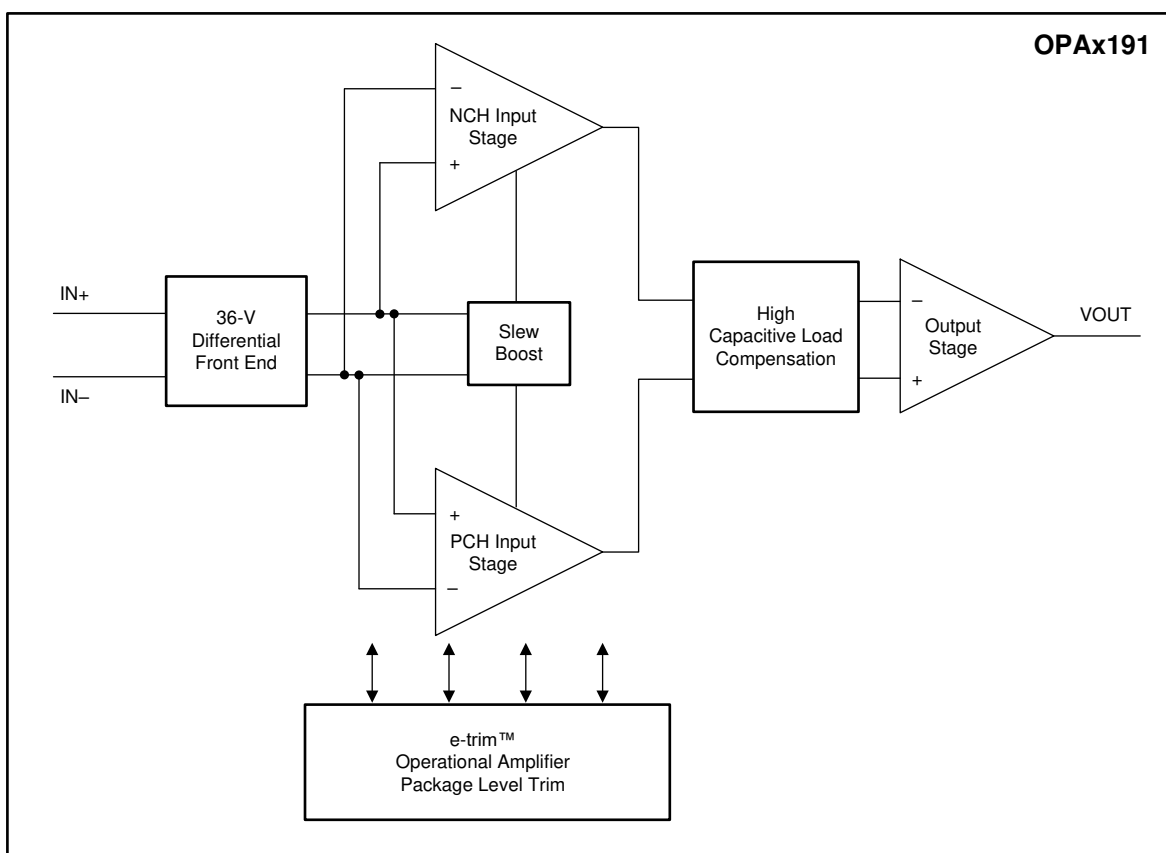 OPAx191
−
NCH Input
Stage
+
IN+
IN–
36-V
Differential
Front End
Slew
Boost
High
Capacitive Load
Compensation
−
Output
Stage
+
VOUT
+
PCH Input
Stage
−
e-trim™
Operational Amplifier
Package Level Trim